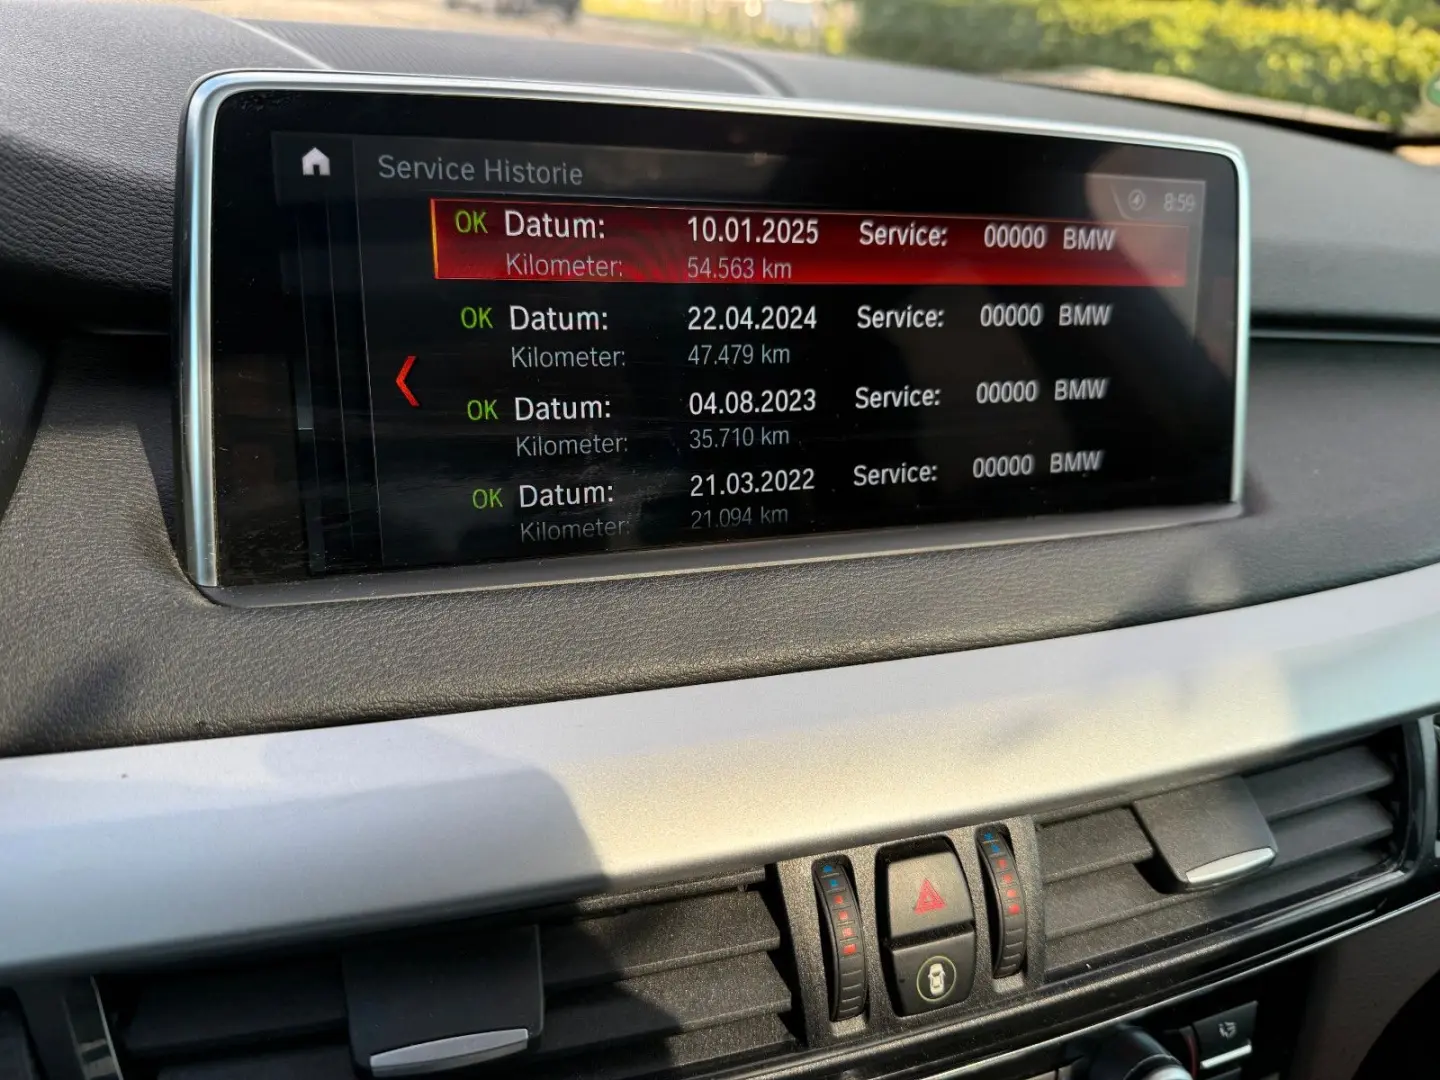 Service Historie
8:59
OK Datum: 10.01.2025 Service: 00000 BMW
Kilometer: 54.563 km
OK Datum: 22.04.2024 Service: 00000 BMW
Kilometer: 47.479 km
OK Datum: 04.08.2023 Service: 00000 BMW
Kilometer: 35.710 km
OK Datum: 21.03.2022 Service: 00000 BMW
Kilometer: 21.094 km